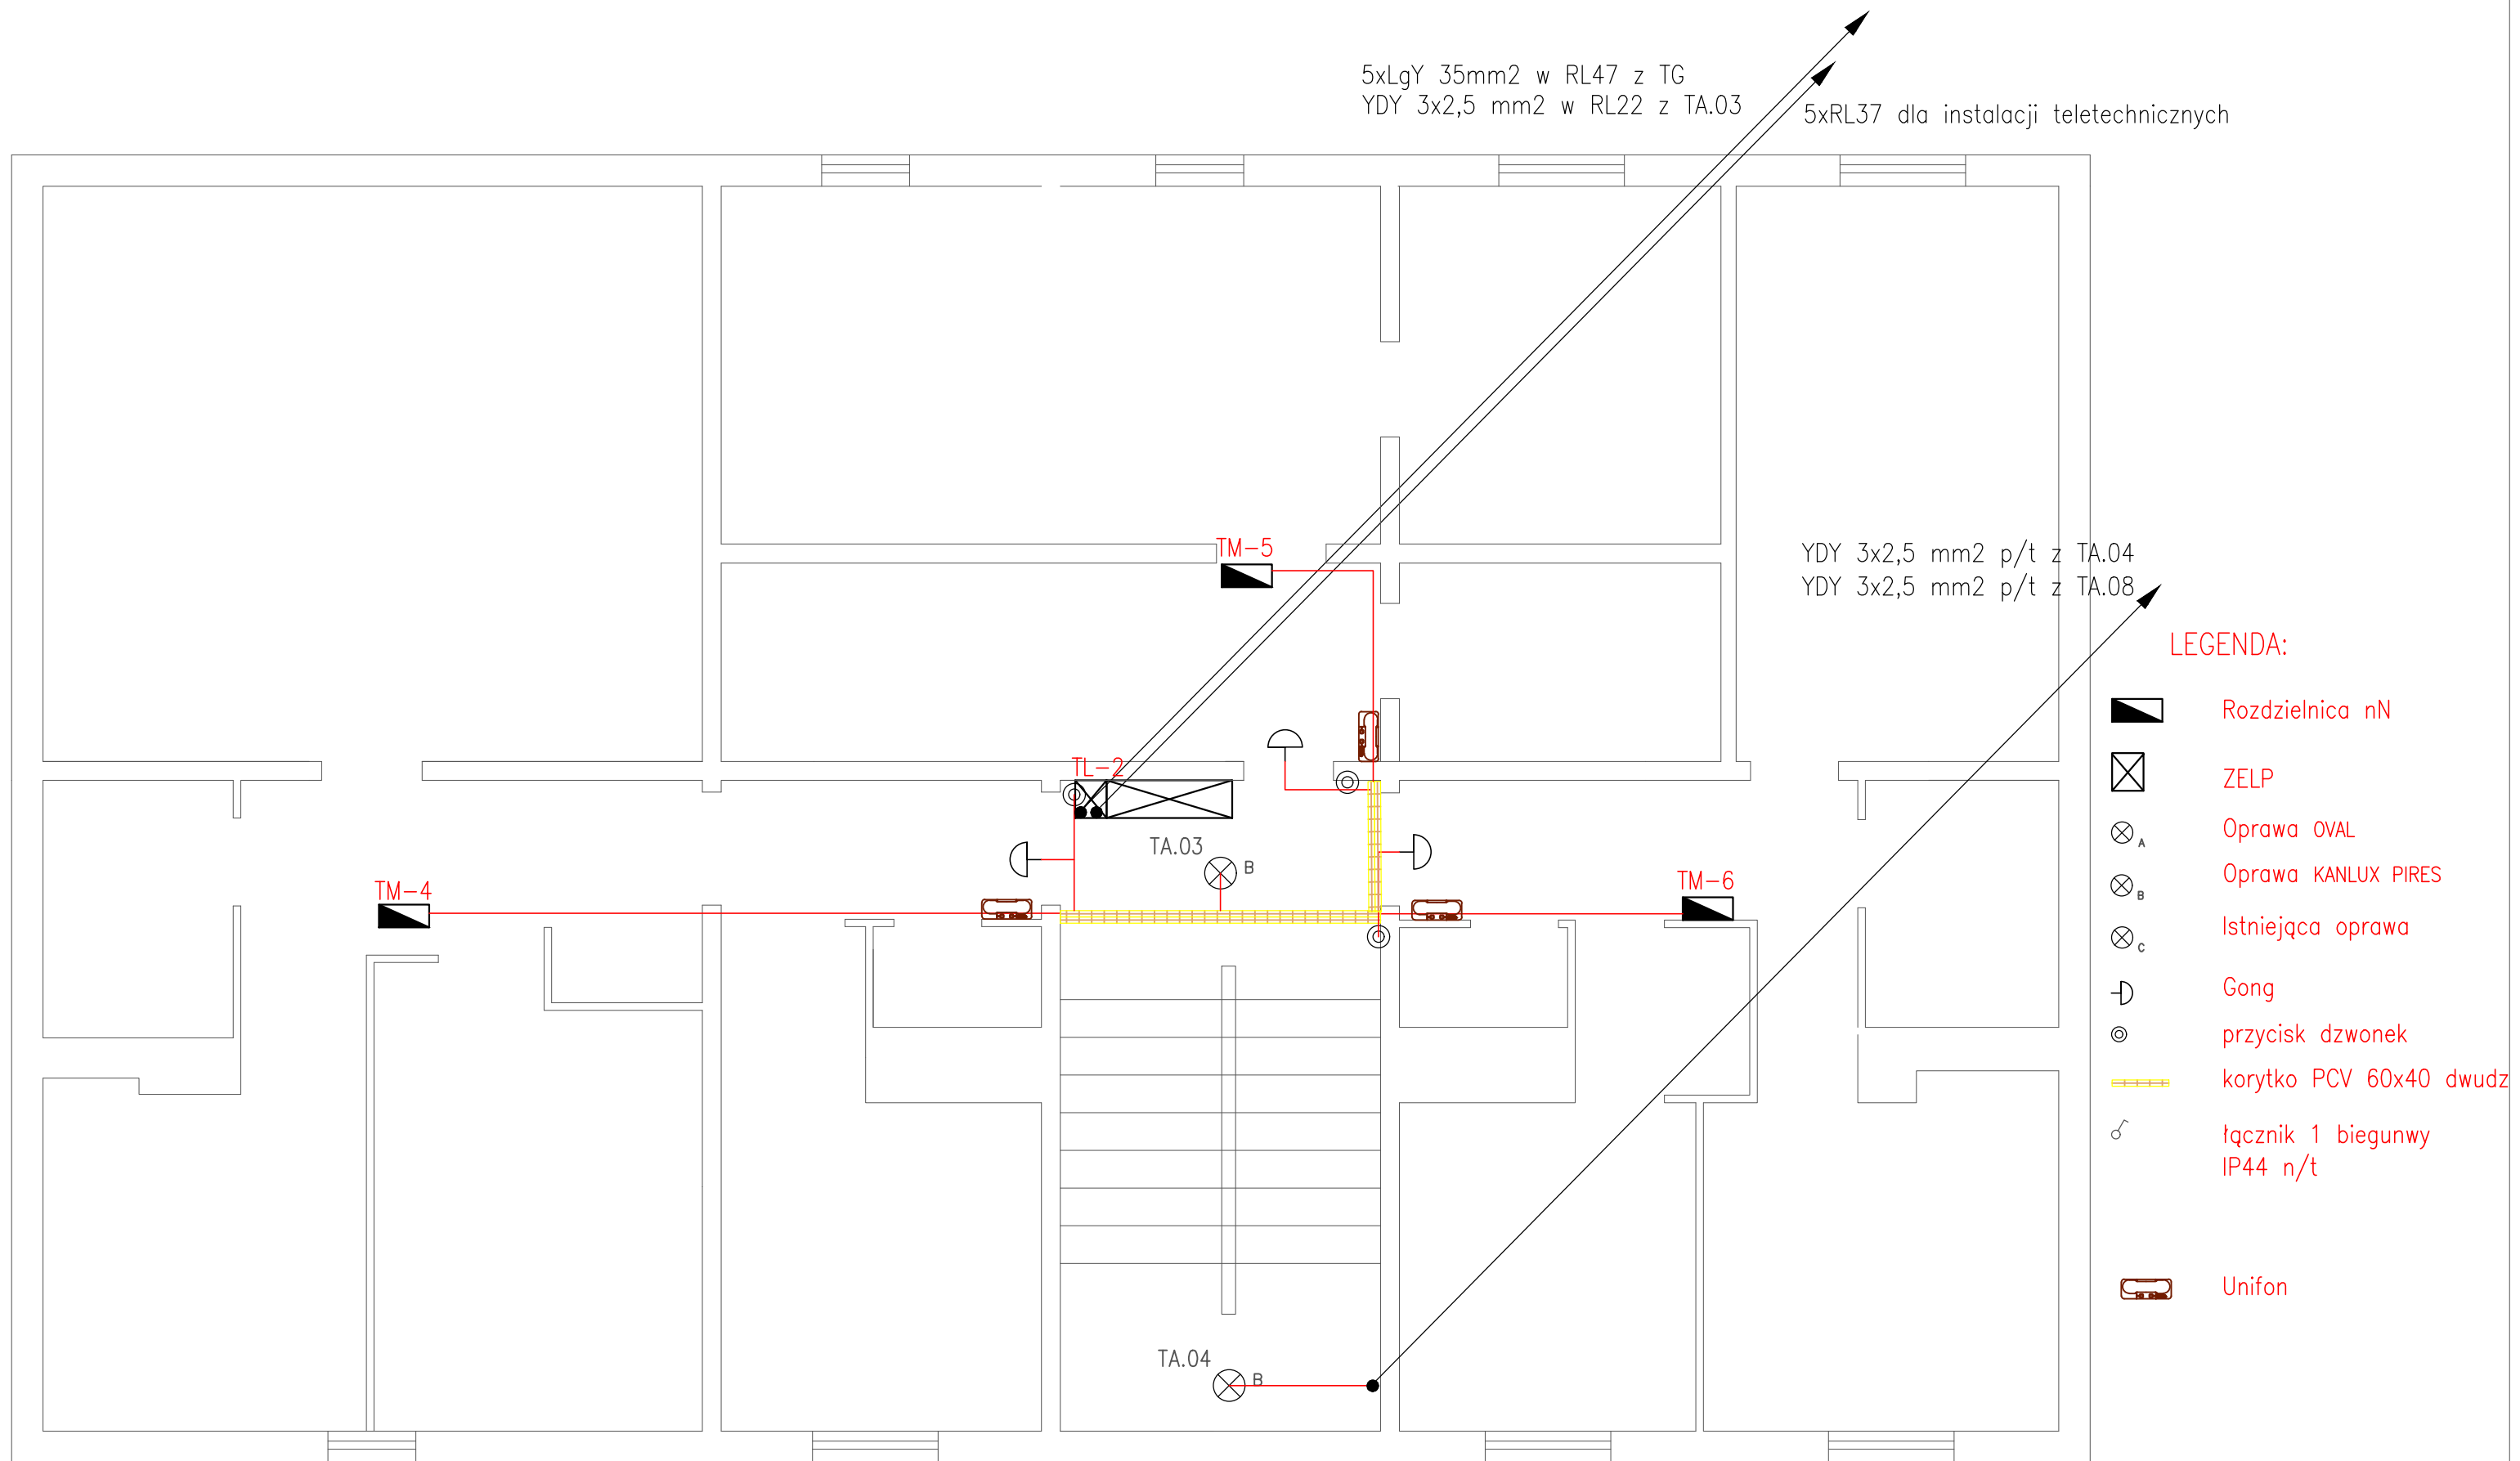 5xLgY 35mm2 w RL47 z TG
YDY 3x2,5 mm2 w RL22 z TA.03
5xRL37 dla instalacji teletechnicznych
TM-5
YDY 3x2,5 mm2 p/t z TA.04
YDY 3x2,5 mm2 p/t z TA.08
TL-2
TA.03
B
TM-4
TM-6
TA.04
B
LEGENDA:
Rozdzielnica nN
ZELP
A Oprawa OVAL
B Oprawa KANLUX PIRES
C Istniejąca oprawa
Gong
przycisk dzwonek
korytko PCV 60x40 dwudz
łącznik 1 biegunwy
IP44 n/t
Unifon